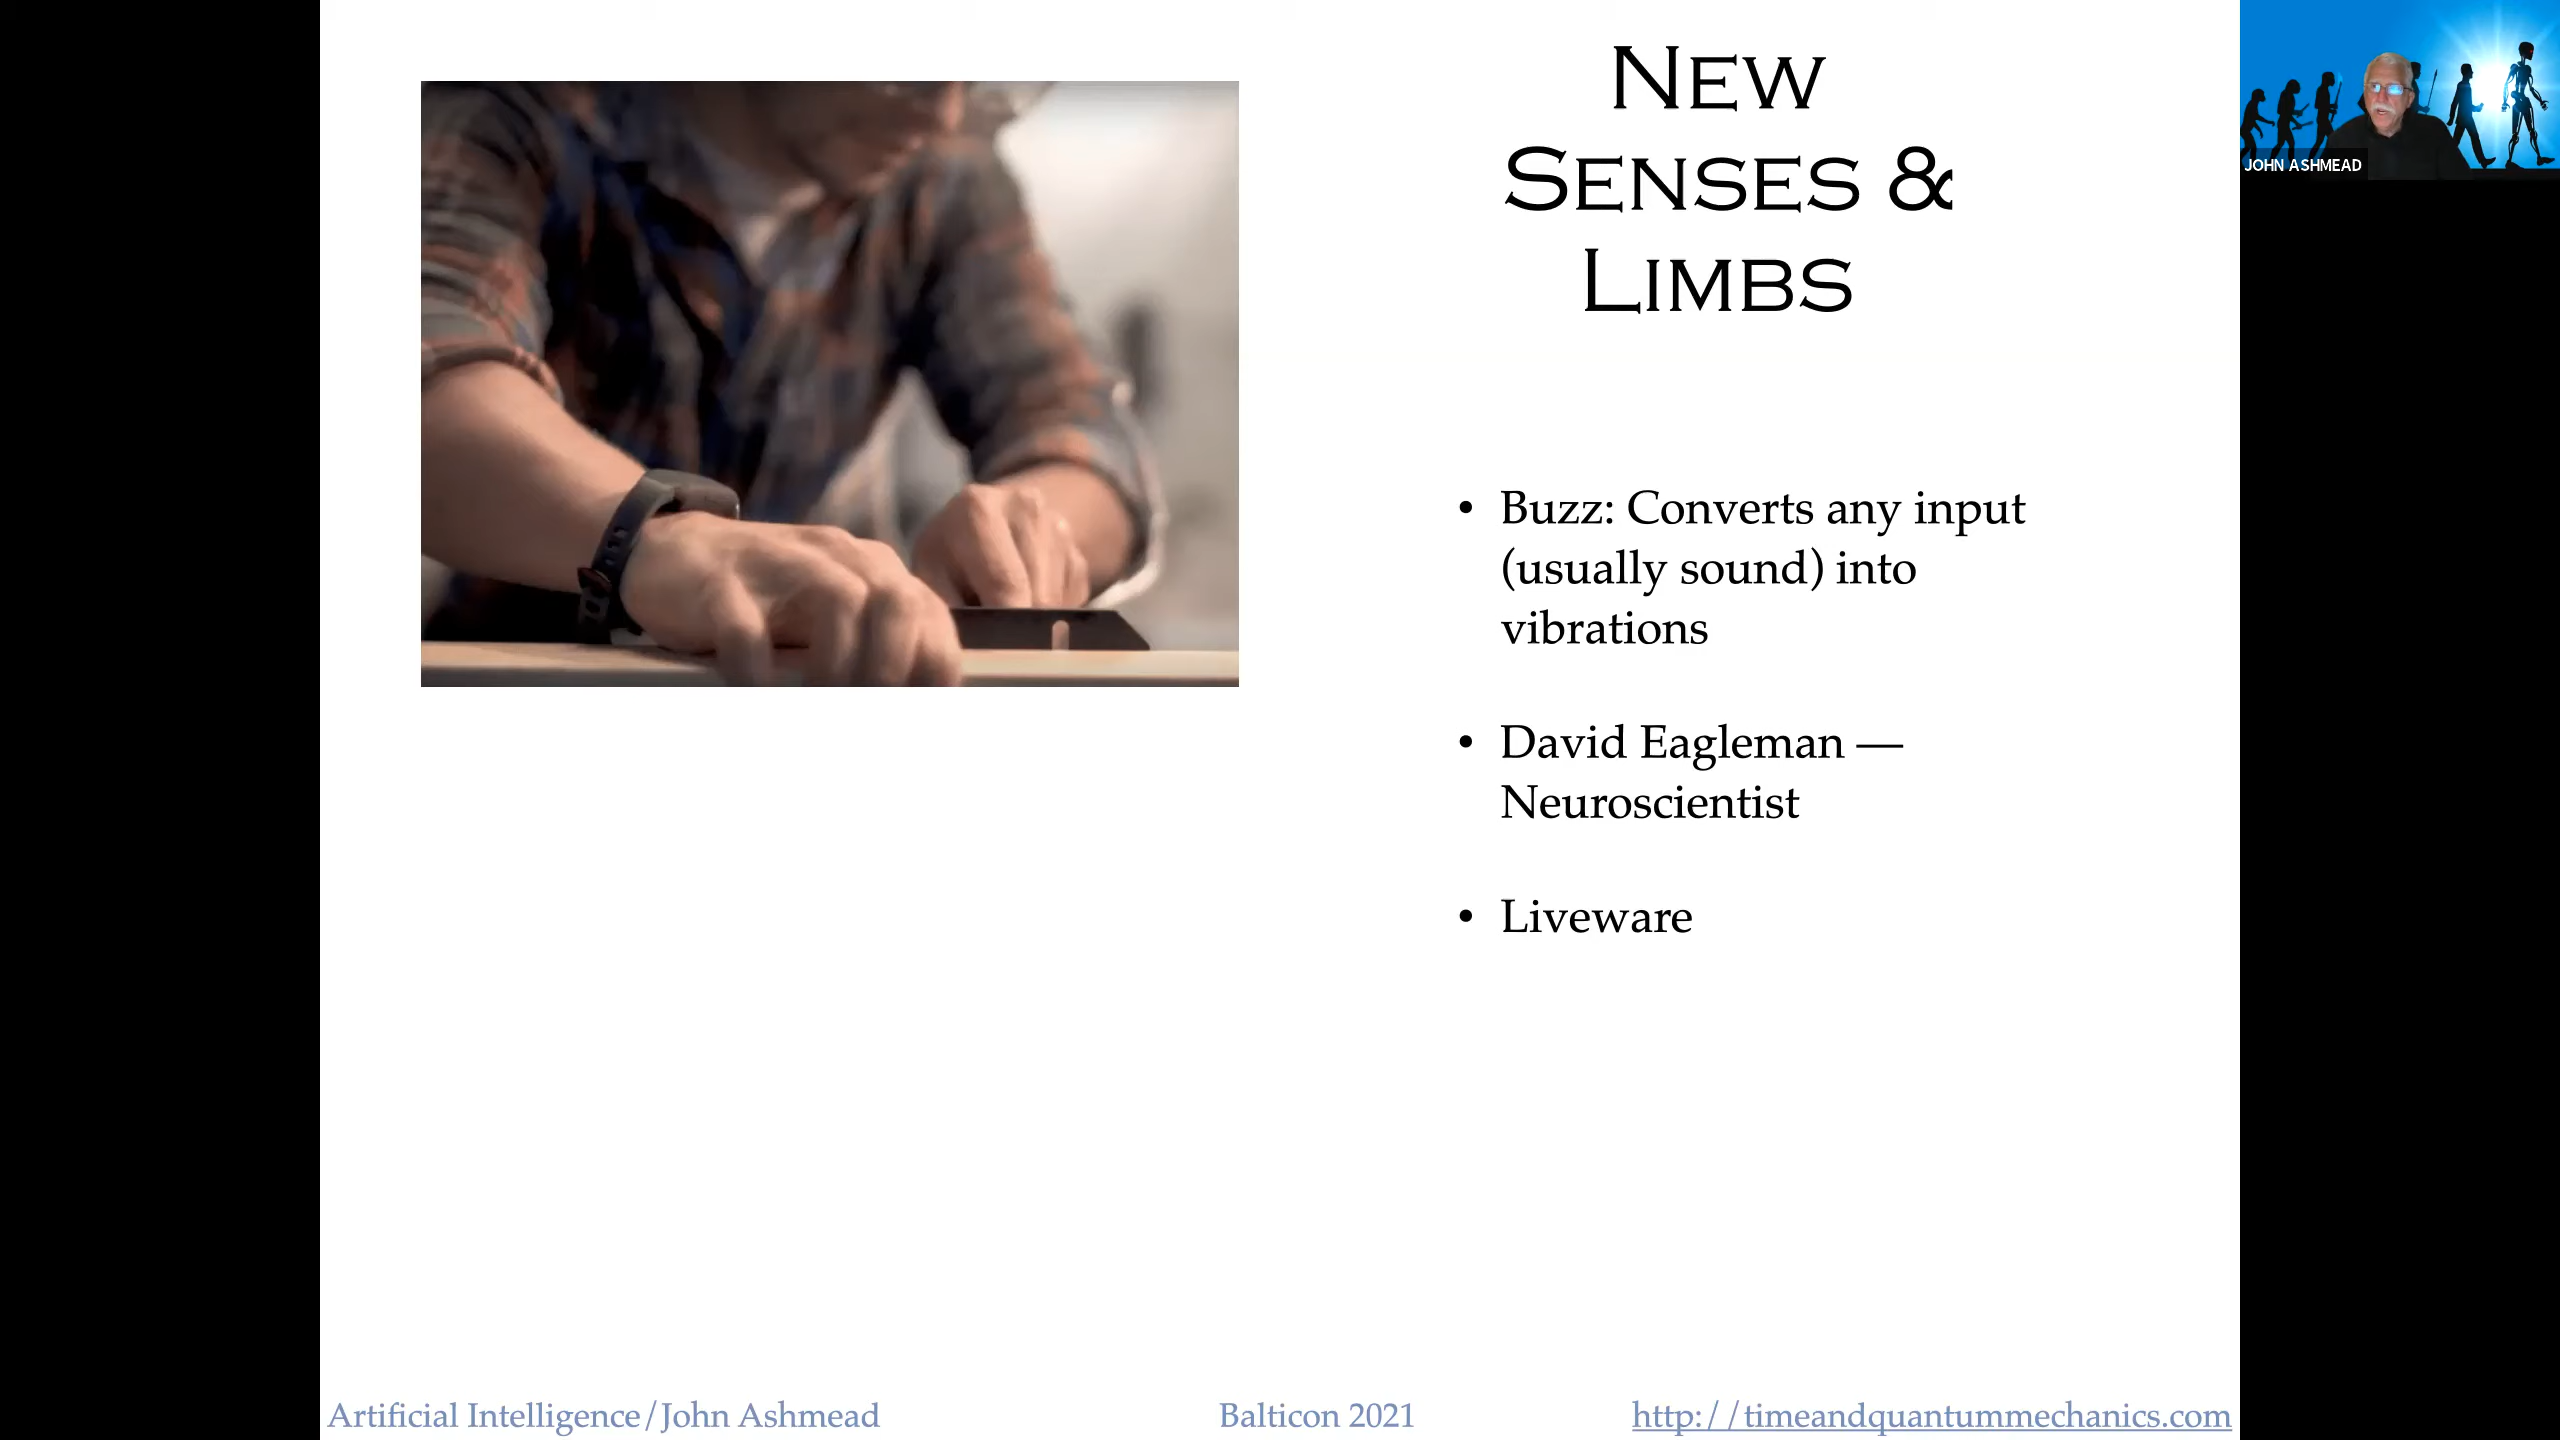 New
Senses &
Limbs
• Buzz: Converts any input
(usually sound) into
vibrations
• David Eagleman —
Neuroscientist
• Liveware
Artificial Intelligence/John Ashmead
Balticon 2021
http://timeandquantummechanics.com
JOHN ASHMEAD